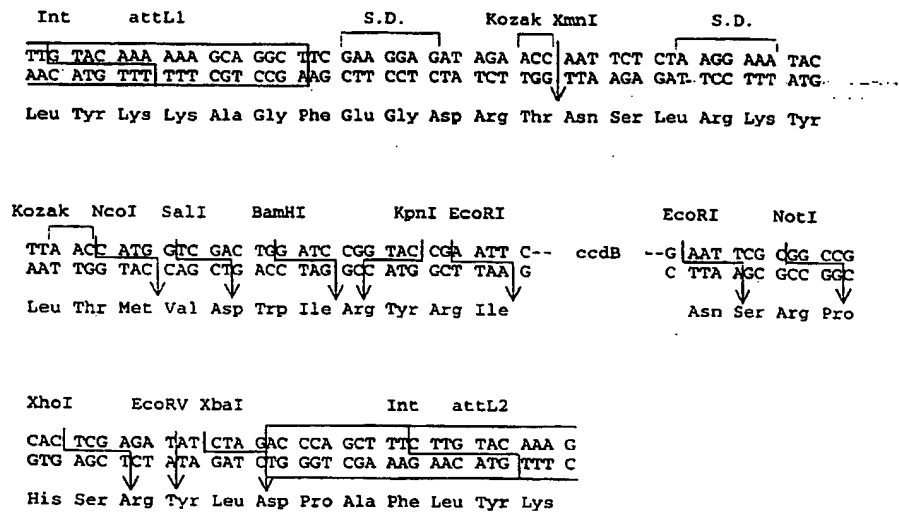 Int attL1 S.D. Kozak XmnI S.D.
TTG TAC AAA AAA GCA GGC TTC GAA GGA GAT AGA ACC AAT TCT CTA AGG AAA TAC
AAC ATG TTT TTT CGT CCG AAG CTT CCT CTA TCT TGG TTA AGA GAT TCC TTT ATG
Leu Tyr Lys Lys Ala Gly Phe Glu Gly Asp Arg Thr Asn Ser Leu Arg Lys Tyr
Kozak NcoI SalI BamHI KpnI EcoRI EcoRI NotI
TTA ACC ATG GTC GAC TGG ATC CGG TAC CGA ATT C-- ccdB --G AAT TCG CGG CCG
AAT TGG TAC CAG CTG ACC TAG GCC ATG GCT TAA G C TTA AGC GCC GGC
Leu Thr Met Val Asp Trp Ile Arg Tyr Arg Ile Asn Ser Arg Pro
XhoI EcoRV XbaI Int attL2
CAC TCG AGA TAT CTA GAC CCA GCT TTC TTG TAC AAA G
GTG AGC TCT ATA GAT CTG GGT CGA AAG AAC ATG TTT C
His Ser Arg Tyr Leu Asp Pro Ala Phe Leu Tyr Lys